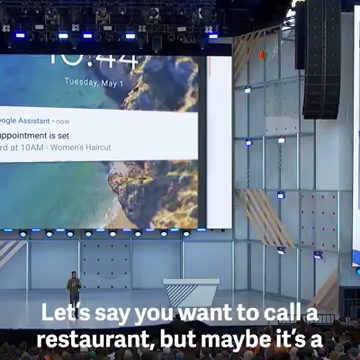 10:44
Tuesday, May 1
oogle Assistant • now
appointment is set
rd at 10AM - Women's Haircut
Let's say you want to call a
restaurant, but maybe it's a